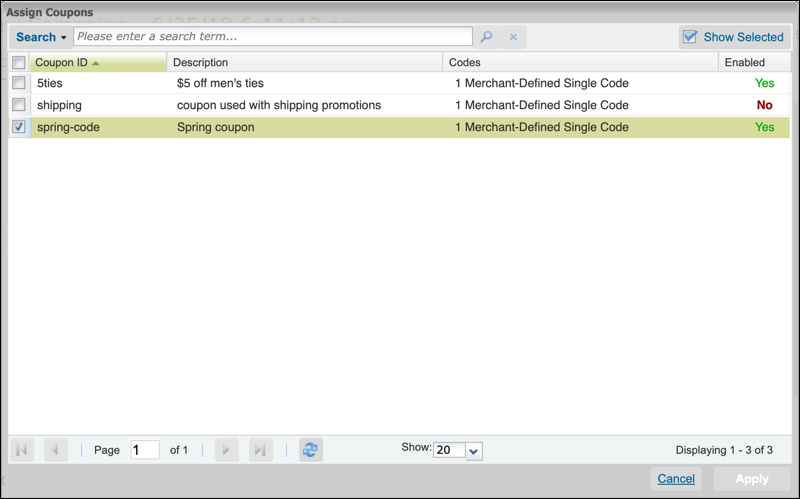 Assign Coupons
Search Please enter a search term... Show Selected
Coupon ID Description Codes Enabled
5ties $5 off men's ties 1 Merchant-Defined Single Code Yes
shipping coupon used with shipping promotions 1 Merchant-Defined Single Code No
spring-code Spring coupon 1 Merchant-Defined Single Code Yes
Page 1 of 1 Show: 20 Displaying 1 - 3 of 3
Cancel Apply